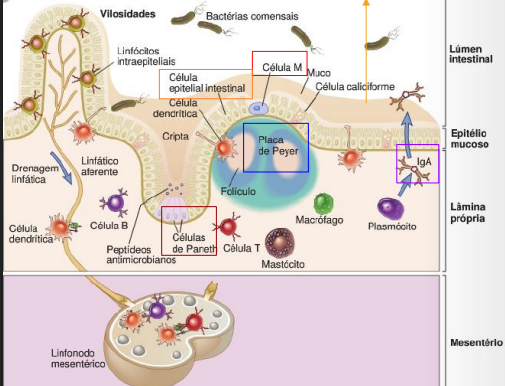 Vilosidades
Bactérias comensais
Linfócitos
intraepiteliais
Célula M
Muco
Célula
epitelial intestinal
Célula caliciforme
Célula
dendrítica
Cripta
Placa
de Peyer
Lúmen
intestinal
Epitélic
mucoso
IgA
Drenagem
linfática
Linfático
aferente
Folículo
Lâmina
própria
Célula
dendrítica
Célula B
Peptídeos
antimicrobianos
Células
de Paneth
Célula T
Macrófago
Mastócito
Plasmócito
Linfonodo
mesentérico
Mesentério